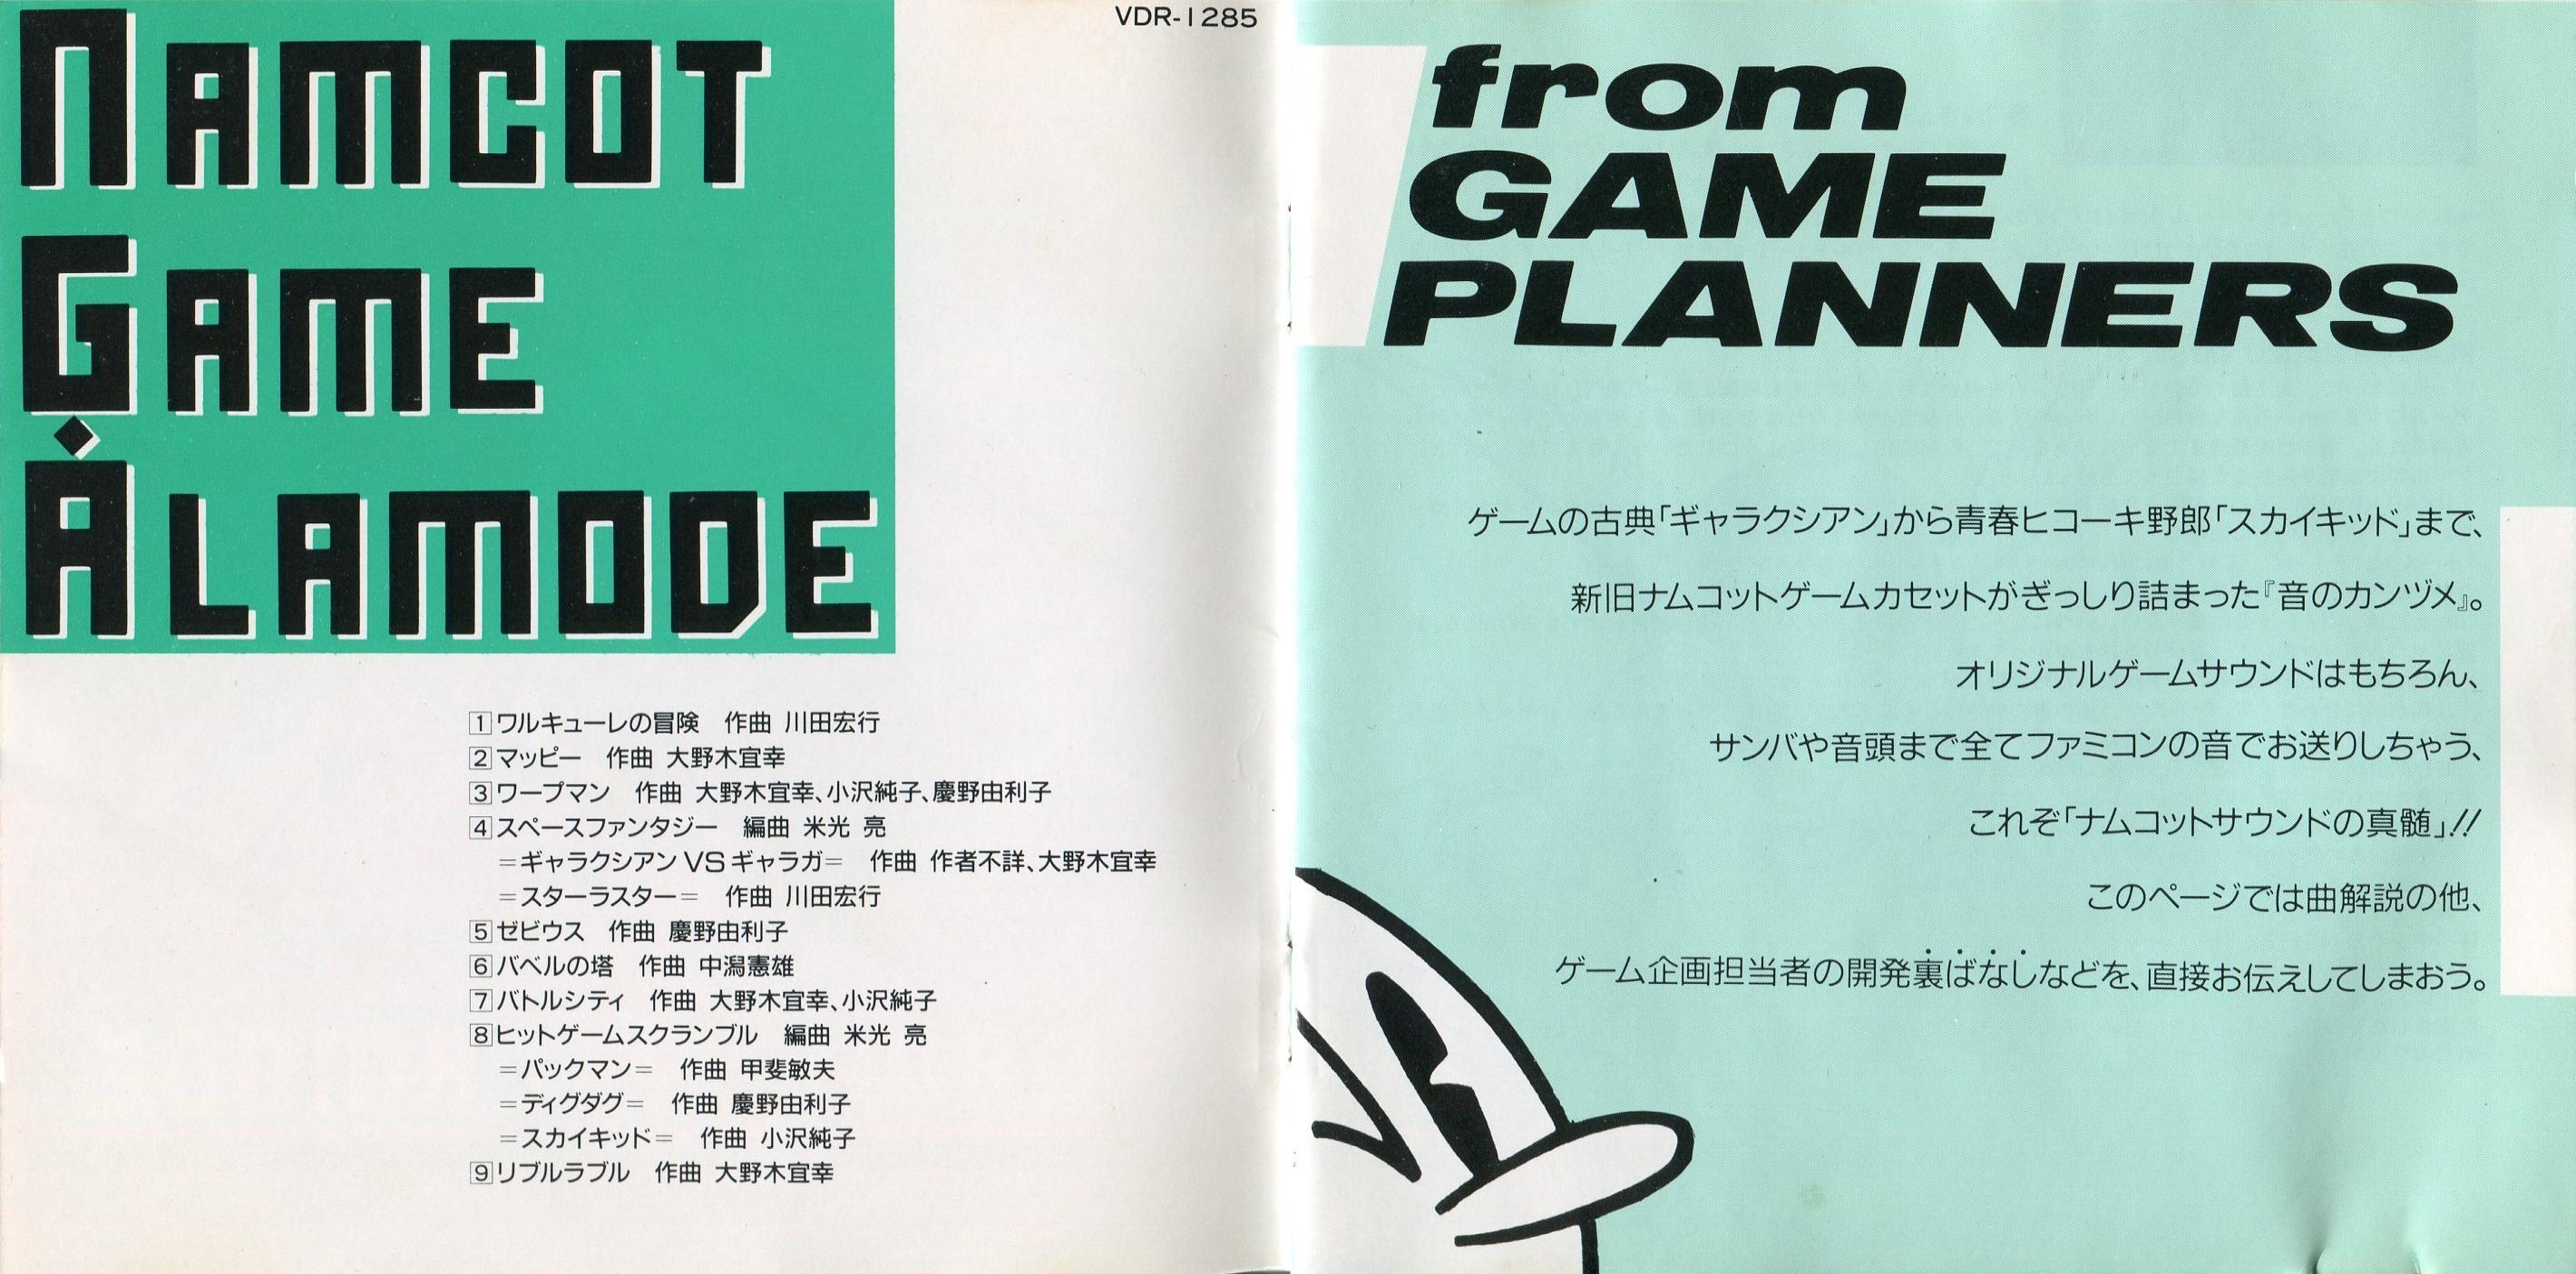 NAMCOT
GAME
À LAMODE
VDR-1285
1 ワルキューレの冒険 作曲 川田宏行
2 マッピー 作曲 大野木宜幸
3 ワープマン 作曲 大野木宜幸、小沢純子、慶野由利子
4 スペースファンタジー 編曲 米光 亮
=ギャラクシアン VS ギャラガ= 作曲 作者不詳、大野木宜幸
=スターラスター= 作曲 川田宏行
5 ゼビウス 作曲 慶野由利子
6 バベルの塔 作曲 中潟憲雄
7 バトルシティ 作曲 大野木宜幸、小沢純子
8 ヒットゲームスクランブル 編曲 米光 亮
=パックマン= 作曲 甲斐敏夫
=ディグダグ= 作曲 慶野由利子
=スカイキッド= 作曲 小沢純子
9 リブルラブル 作曲 大野木宜幸
from
GAME
PLANNERS
ゲームの古典「ギャラクシアン」から青春ヒコーキ野郎「スカイキッド」まで、
新旧ナムコットゲームカセットがぎっしり詰まった『音のカンヅメ』。
オリジナルゲームサウンドはもちろん、
サンバや音頭まで全てファミコンの音でお送りしちゃう、
これぞ「ナムコットサウンドの真髄」!!
このページでは曲解説の他、
ゲーム企画担当者の開発裏ばなしなどを、直接お伝えしてしまおう。